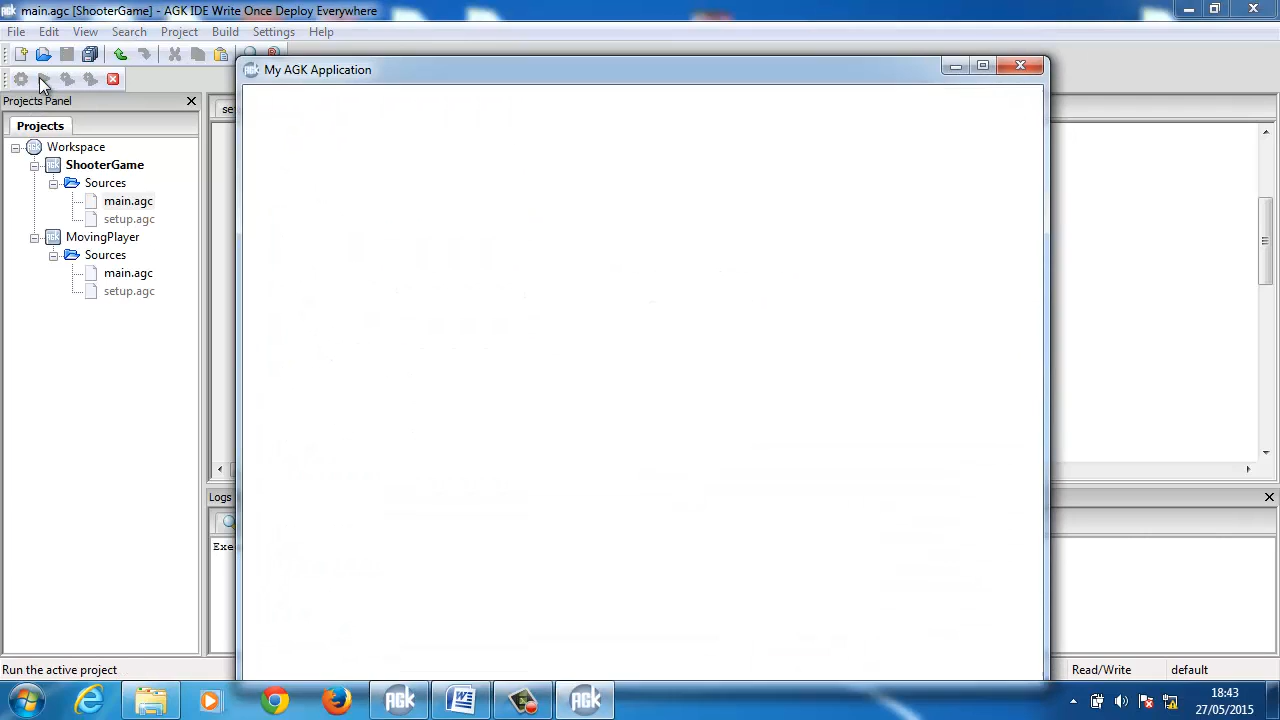 main.agc [ShooterGame] - AGK IDE Write Once Deploy Everywhere
File Edit View Search Project Build Settings Help
My AGK Application
Projects Panel
Projects
Workspace
ShooterGame
Sources
main.agc
setup.agc
MovingPlayer
Sources
main.agc
setup.agc
se
Logs
Exe
Run the active project
Read/Write
default
18:43
27/05/2015